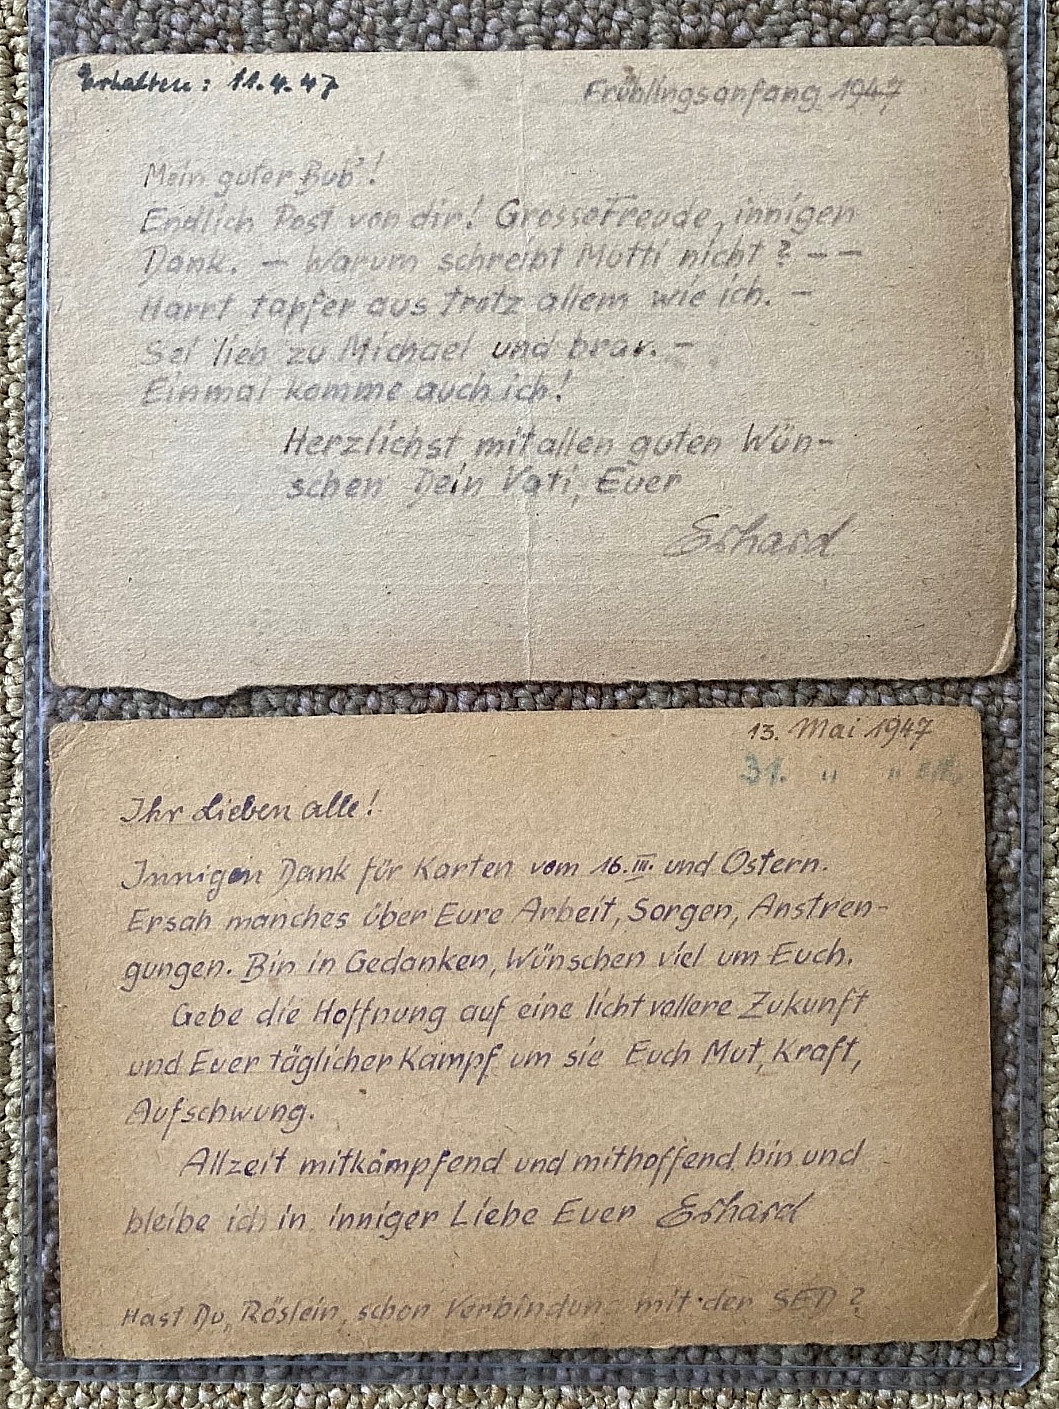 Erhalten: 11.4.47
Frühlingsanfang 1947
Mein guter Bub'!
Endlich Post von dir! Grosse Freude, innigen
Dank. – Warum schreibt Mutti nicht? – –
Harrt tapfer aus trotz allem wie ich. –
Sei lieb zu Michael und brav. –
Einmal komme auch ich!
Herzlichst mit allen guten Wün-
schen Dein Vati, Euer
Erhard
13. Mai 1947
31. " "
Ihr Lieben alle!
Innigen Dank für Karten vom 16.III. und Ostern.
Ersah manches über Eure Arbeit, Sorgen, Anstren-
gungen. Bin in Gedanken, Wünschen viel um Euch.
Gebe die Hoffnung auf eine lichtvollere Zukunft
und Euer täglicher Kampf um sie Euch Mut, Kraft,
Aufschwung.
Allzeit mitkämpfend und mithoffend bin und
bleibe ich in inniger Liebe Euer Erhard
Hast Du, Röslein, schon Verbindung mit der SED?